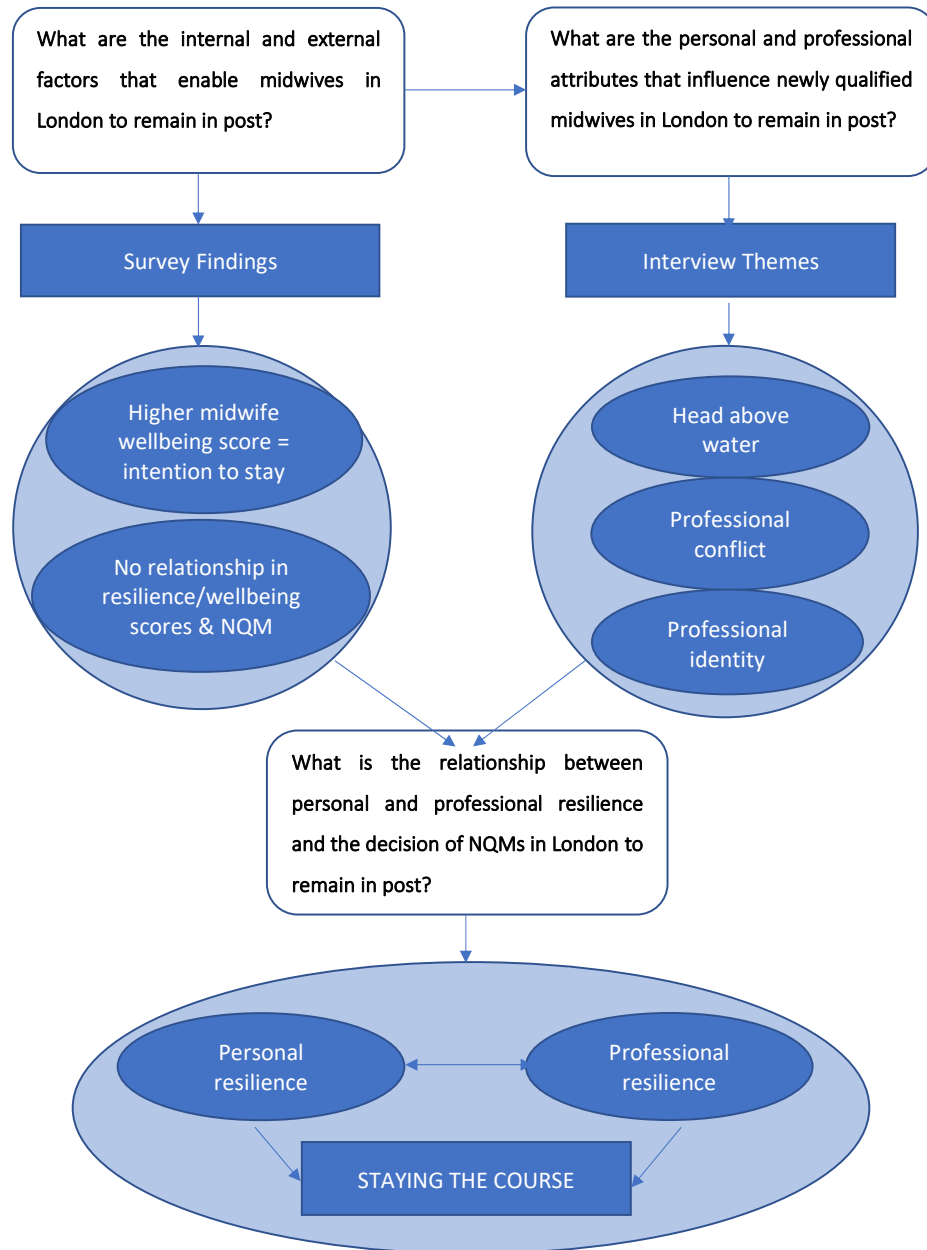 What are the internal and external
factors that enable midwives in
London to remain in post?
What are the personal and professional
attributes that influence newly qualified
midwives in London to remain in post?
Survey Findings
Interview Themes
Higher midwife
wellbeing score =
intention to stay
No relationship in
resilience/wellbeing
scores & NQM
Head above
water
Professional
conflict
Professional
identity
What is the relationship between
personal and professional resilience
and the decision of NQMs in London to
remain in post?
Personal
resilience
Professional
resilience
STAYING THE COURSE